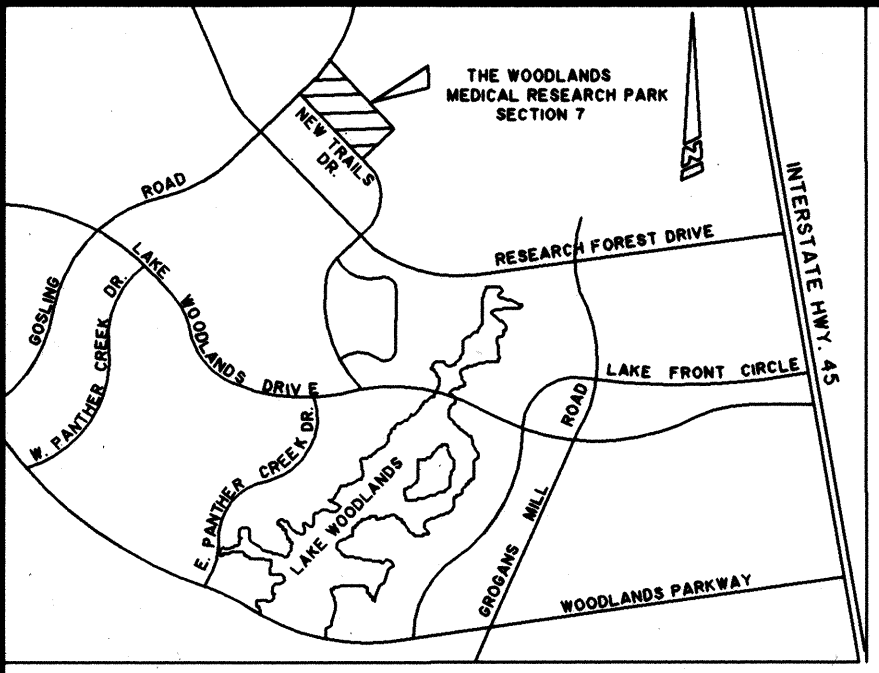 THE WOODLANDS
MEDICAL RESEARCH PARK
SECTION 7
NEW TRAILS
DR.
ROAD
GOSLING
LAKE
WOODLANDS
DRIVE
W. PANTHER CREEK DR.
E. PANTHER CREEK DR.
LAKE WOODLANDS
RESEARCH FOREST DRIVE
INTERSTATE HWY. 45
LAKE FRONT CIRCLE
ROAD
GROGANS MILL
WOODLANDS PARKWAY